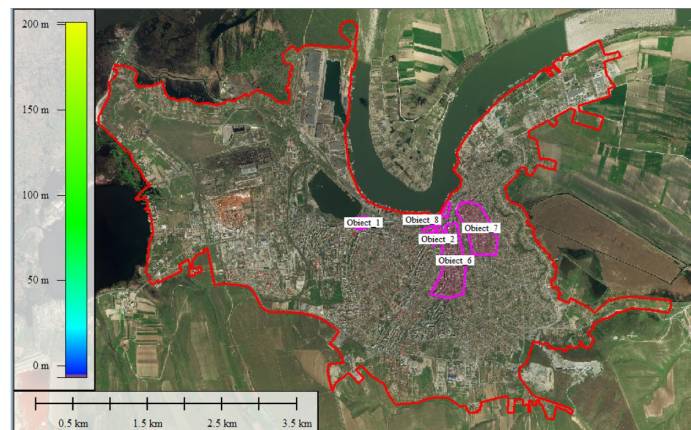 200 m
150 m
100 m
50 m
0 m
Obiect_1
Obiect_8
Obiect_7
Obiect_2
Obiect_6
0.5 km 1.5 km 2.5 km 3.5 km